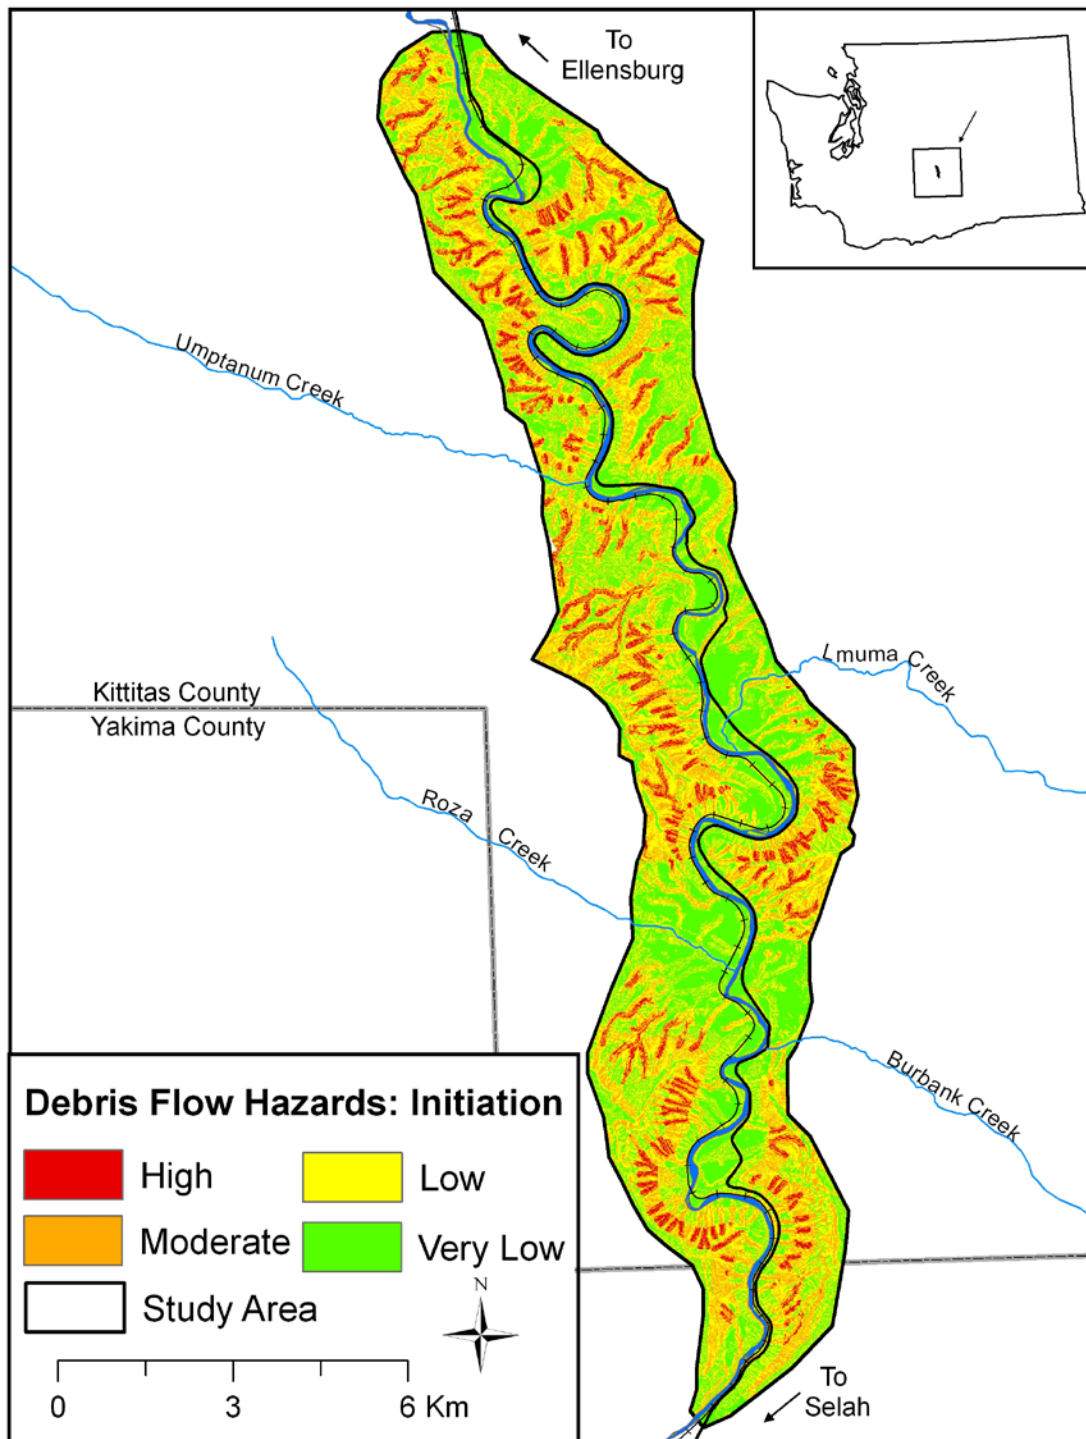 To
Ellensburg
Umptanum Creek
Lmuma Creek
Kittitas County
Yakima County
Roza Creek
Burbank Creek
Debris Flow Hazards: Initiation
High
Low
Moderate
Very Low
Study Area
N
0 3 6 Km
To
Selah